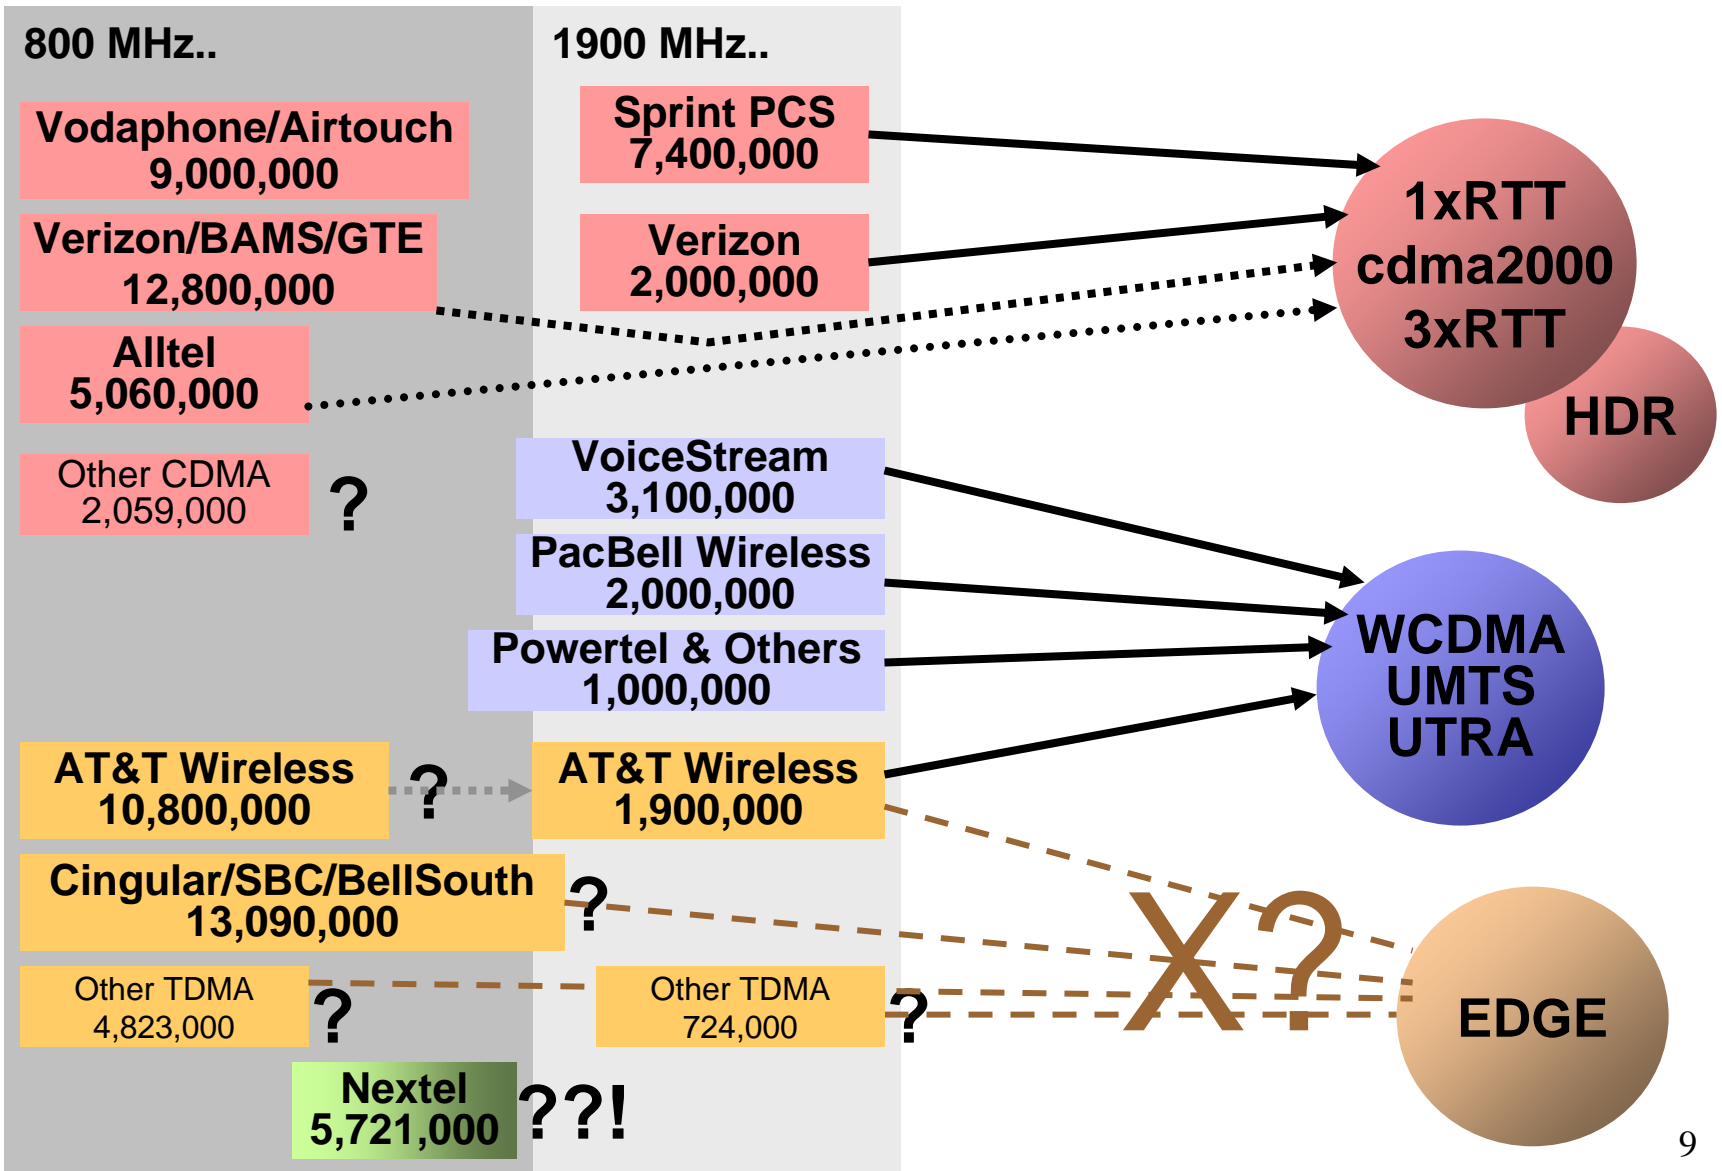 800 MHz..
1900 MHz..
Vodaphone/Airtouch
9,000,000
Sprint PCS
7,400,000
Verizon/BAMS/GTE
12,800,000
Verizon
2,000,000
Alltel
5,060,000
Other CDMA
2,059,000
?
VoiceStream
3,100,000
PacBell Wireless
2,000,000
Powertel & Others
1,000,000
AT&T Wireless
10,800,000
?
AT&T Wireless
1,900,000
Cingular/SBC/BellSouth
13,090,000
?
Other TDMA
4,823,000
?
Other TDMA
724,000
?
Nextel
5,721,000
??!
1xRTT
cdma2000
3xRTT
HDR
WCDMA
UMTS
UTRA
X?
EDGE
9